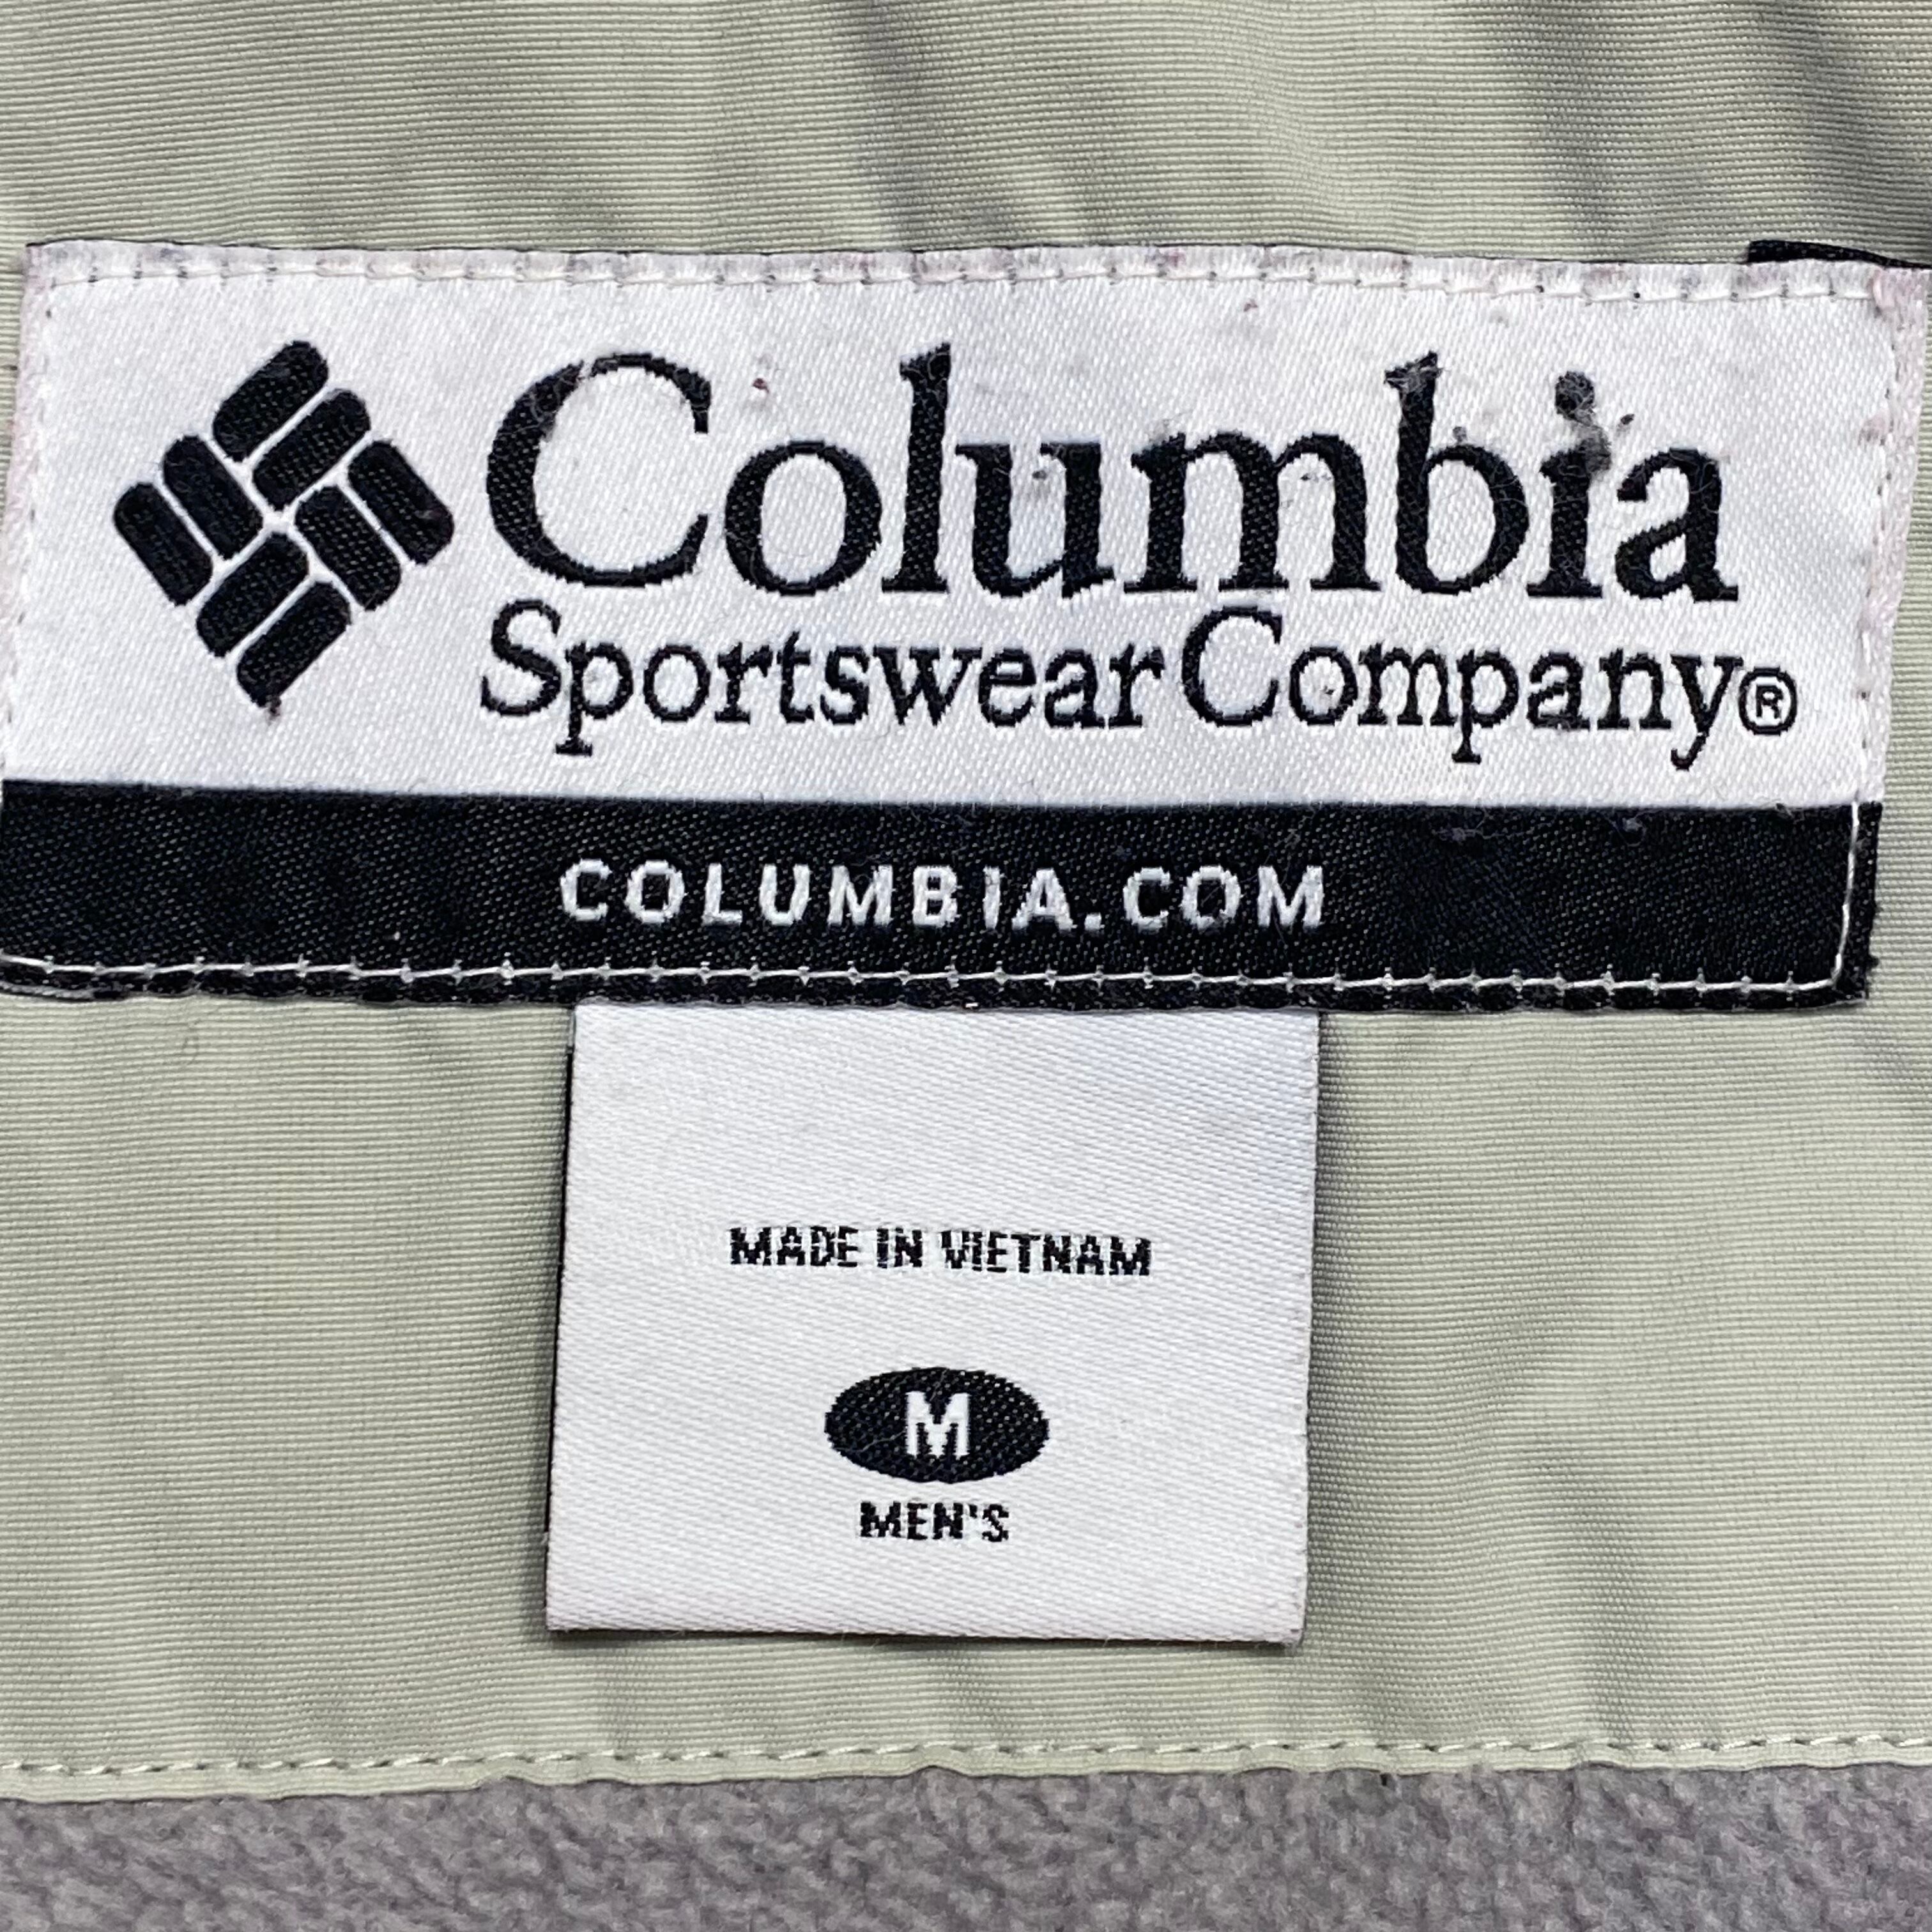 Columbia
Sportswear Company®
COLUMBIA.COM
MADE IN VIETNAM
M
MEN'S